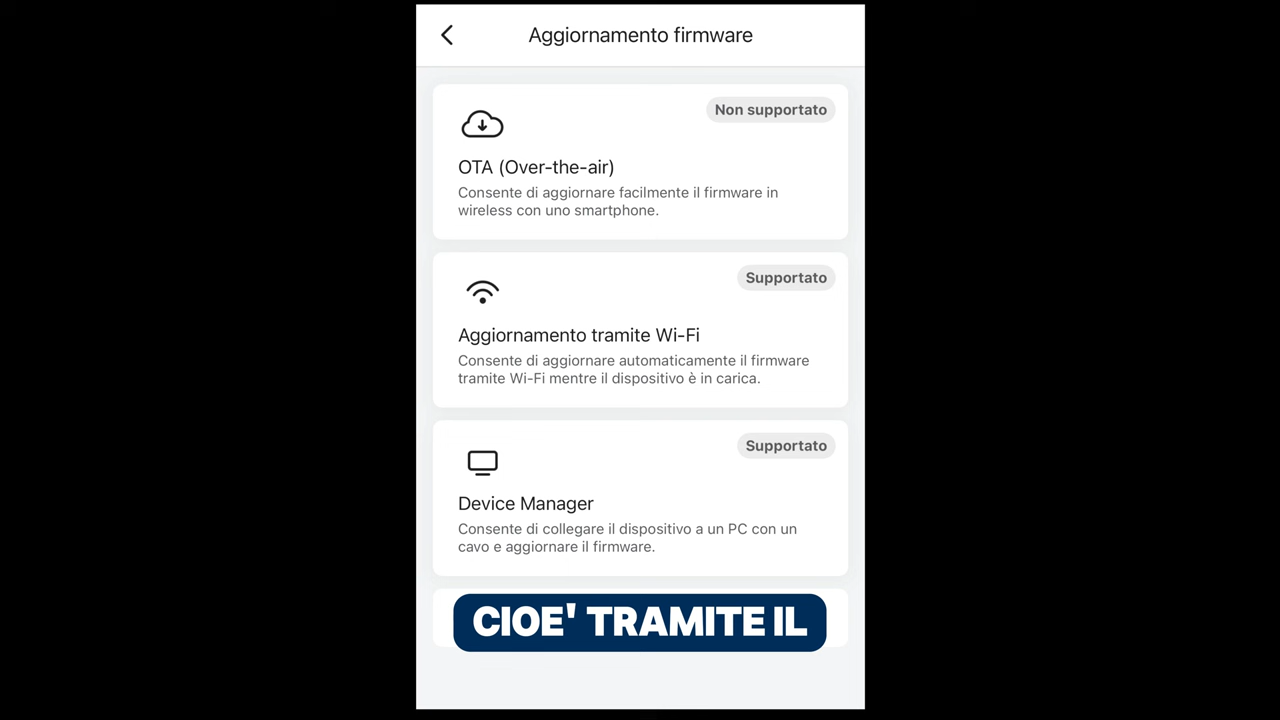 Aggiornamento firmware
Non supportato
OTA (Over-the-air)
Consente di aggiornare facilmente il firmware in
wireless con uno smartphone.
Supportato
Aggiornamento tramite Wi-Fi
Consente di aggiornare automaticamente il firmware
tramite Wi-Fi mentre il dispositivo è in carica.
Supportato
Device Manager
Consente di collegare il dispositivo a un PC con un
cavo e aggiornare il firmware.
CIOE' TRAMITE IL